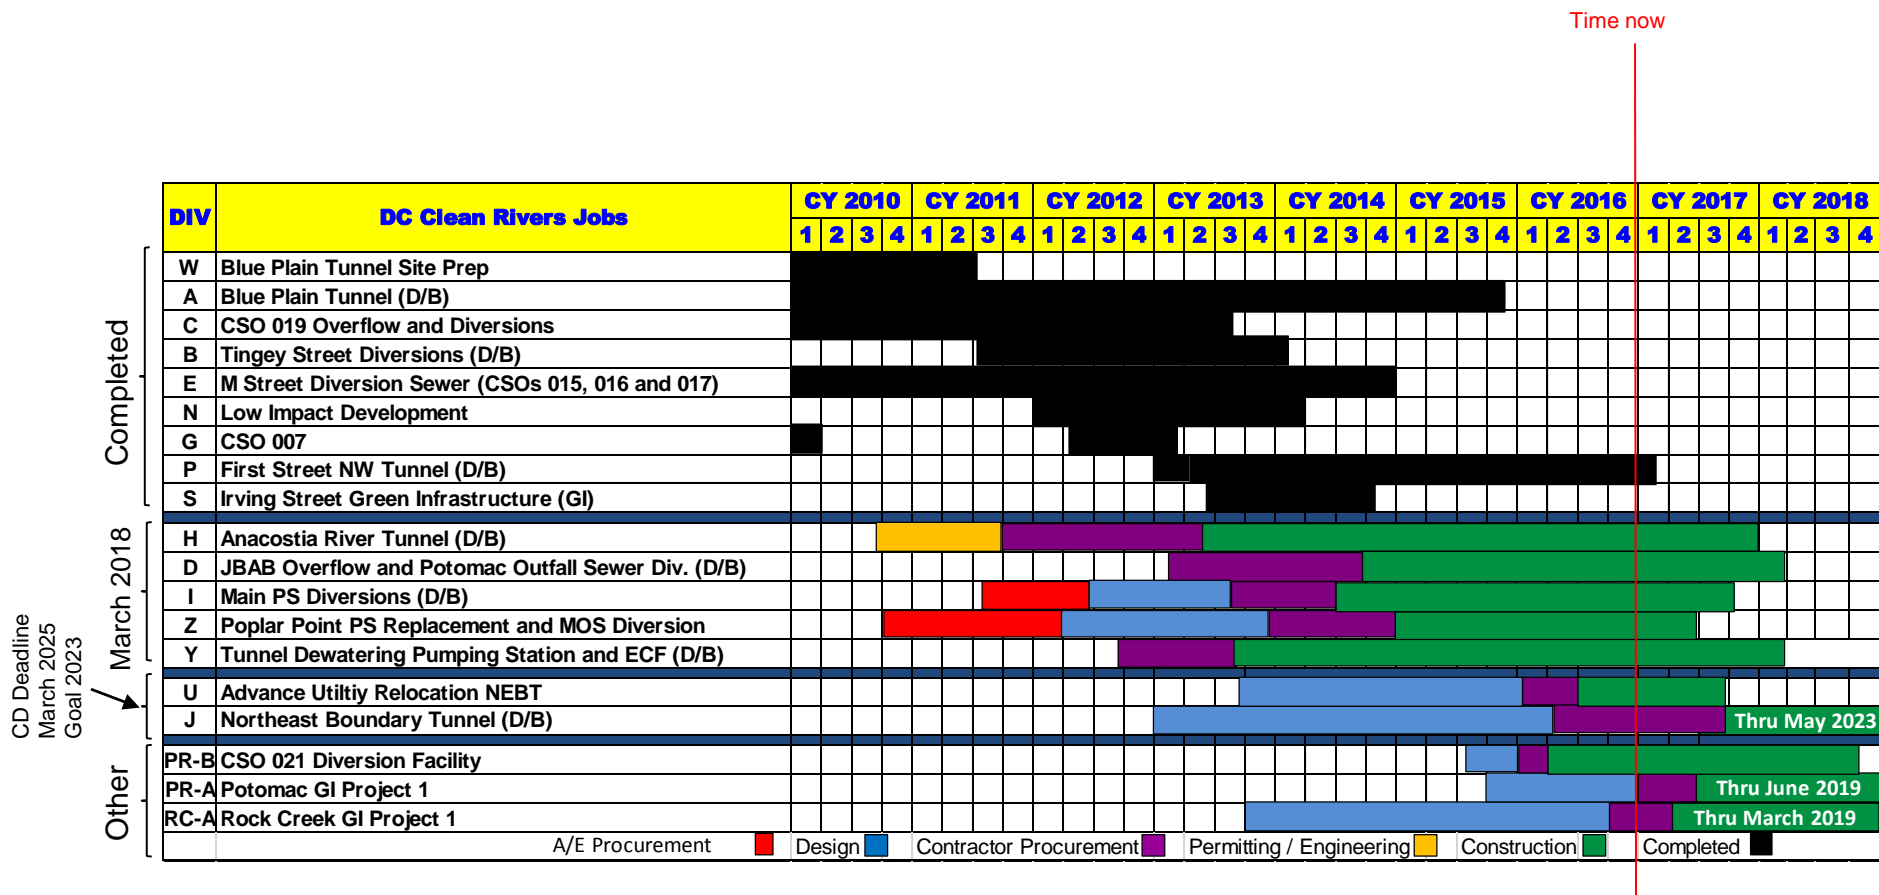 Time now
DIV DC Clean Rivers Jobs CY 2010 CY 2011 CY 2012 CY 2013 CY 2014 CY 2015 CY 2016 CY 2017 CY 2018
1 2 3 4 1 2 3 4 1 2 3 4 1 2 3 4 1 2 3 4 1 2 3 4 1 2 3 4 1 2 3 4 1 2 3 4
Completed
W Blue Plain Tunnel Site Prep
A Blue Plain Tunnel (D/B)
C CSO 019 Overflow and Diversions
B Tingey Street Diversions (D/B)
E M Street Diversion Sewer (CSOs 015, 016 and 017)
N Low Impact Development
G CSO 007
P First Street NW Tunnel (D/B)
S Irving Street Green Infrastructure (GI)
March 2018
H Anacostia River Tunnel (D/B)
D JBAB Overflow and Potomac Outfall Sewer Div. (D/B)
I Main PS Diversions (D/B)
Z Poplar Point PS Replacement and MOS Diversion
Y Tunnel Dewatering Pumping Station and ECF (D/B)
CD Deadline
March 2025
Goal 2023
U Advance Utiltiy Relocation NEBT
J Northeast Boundary Tunnel (D/B) Thru May 2023
Other
PR-B CSO 021 Diversion Facility
PR-A Potomac GI Project 1 Thru June 2019
RC-A Rock Creek GI Project 1 Thru March 2019
A/E Procurement Design Contractor Procurement Permitting / Engineering Construction Completed